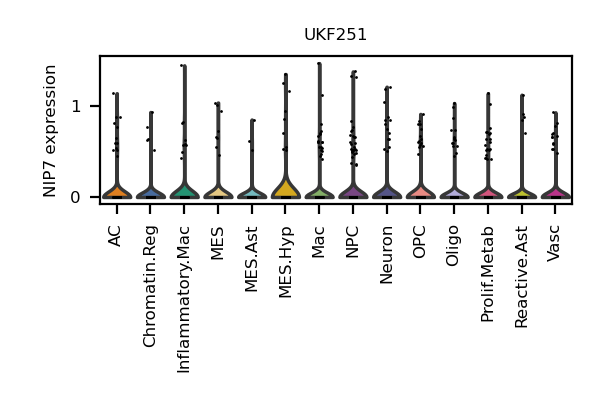 UKF251
NIP7 expression
1
0
AC
Chromatin.Reg
Inflammatory.Mac
MES
MES.Ast
MES.Hyp
Mac
NPC
Neuron
OPC
Oligo
Prolif.Metab
Reactive.Ast
Vasc